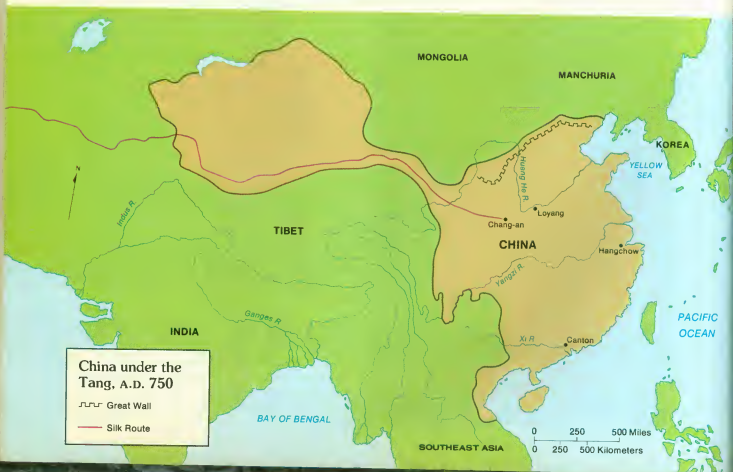 MONGOLIA
MANCHURIA
KOREA
YELLOW
SEA
Huang He R.
Loyang
Chang-an
CHINA
Hangchow
Indus R.
N
TIBET
Yangzi R.
Ganges R.
INDIA
Xi R.
Canton
PACIFIC
OCEAN
China under the
Tang, A.D. 750
Great Wall
Silk Route
BAY OF BENGAL
SOUTHEAST ASIA
0 250 500 Miles
0 250 500 Kilometers